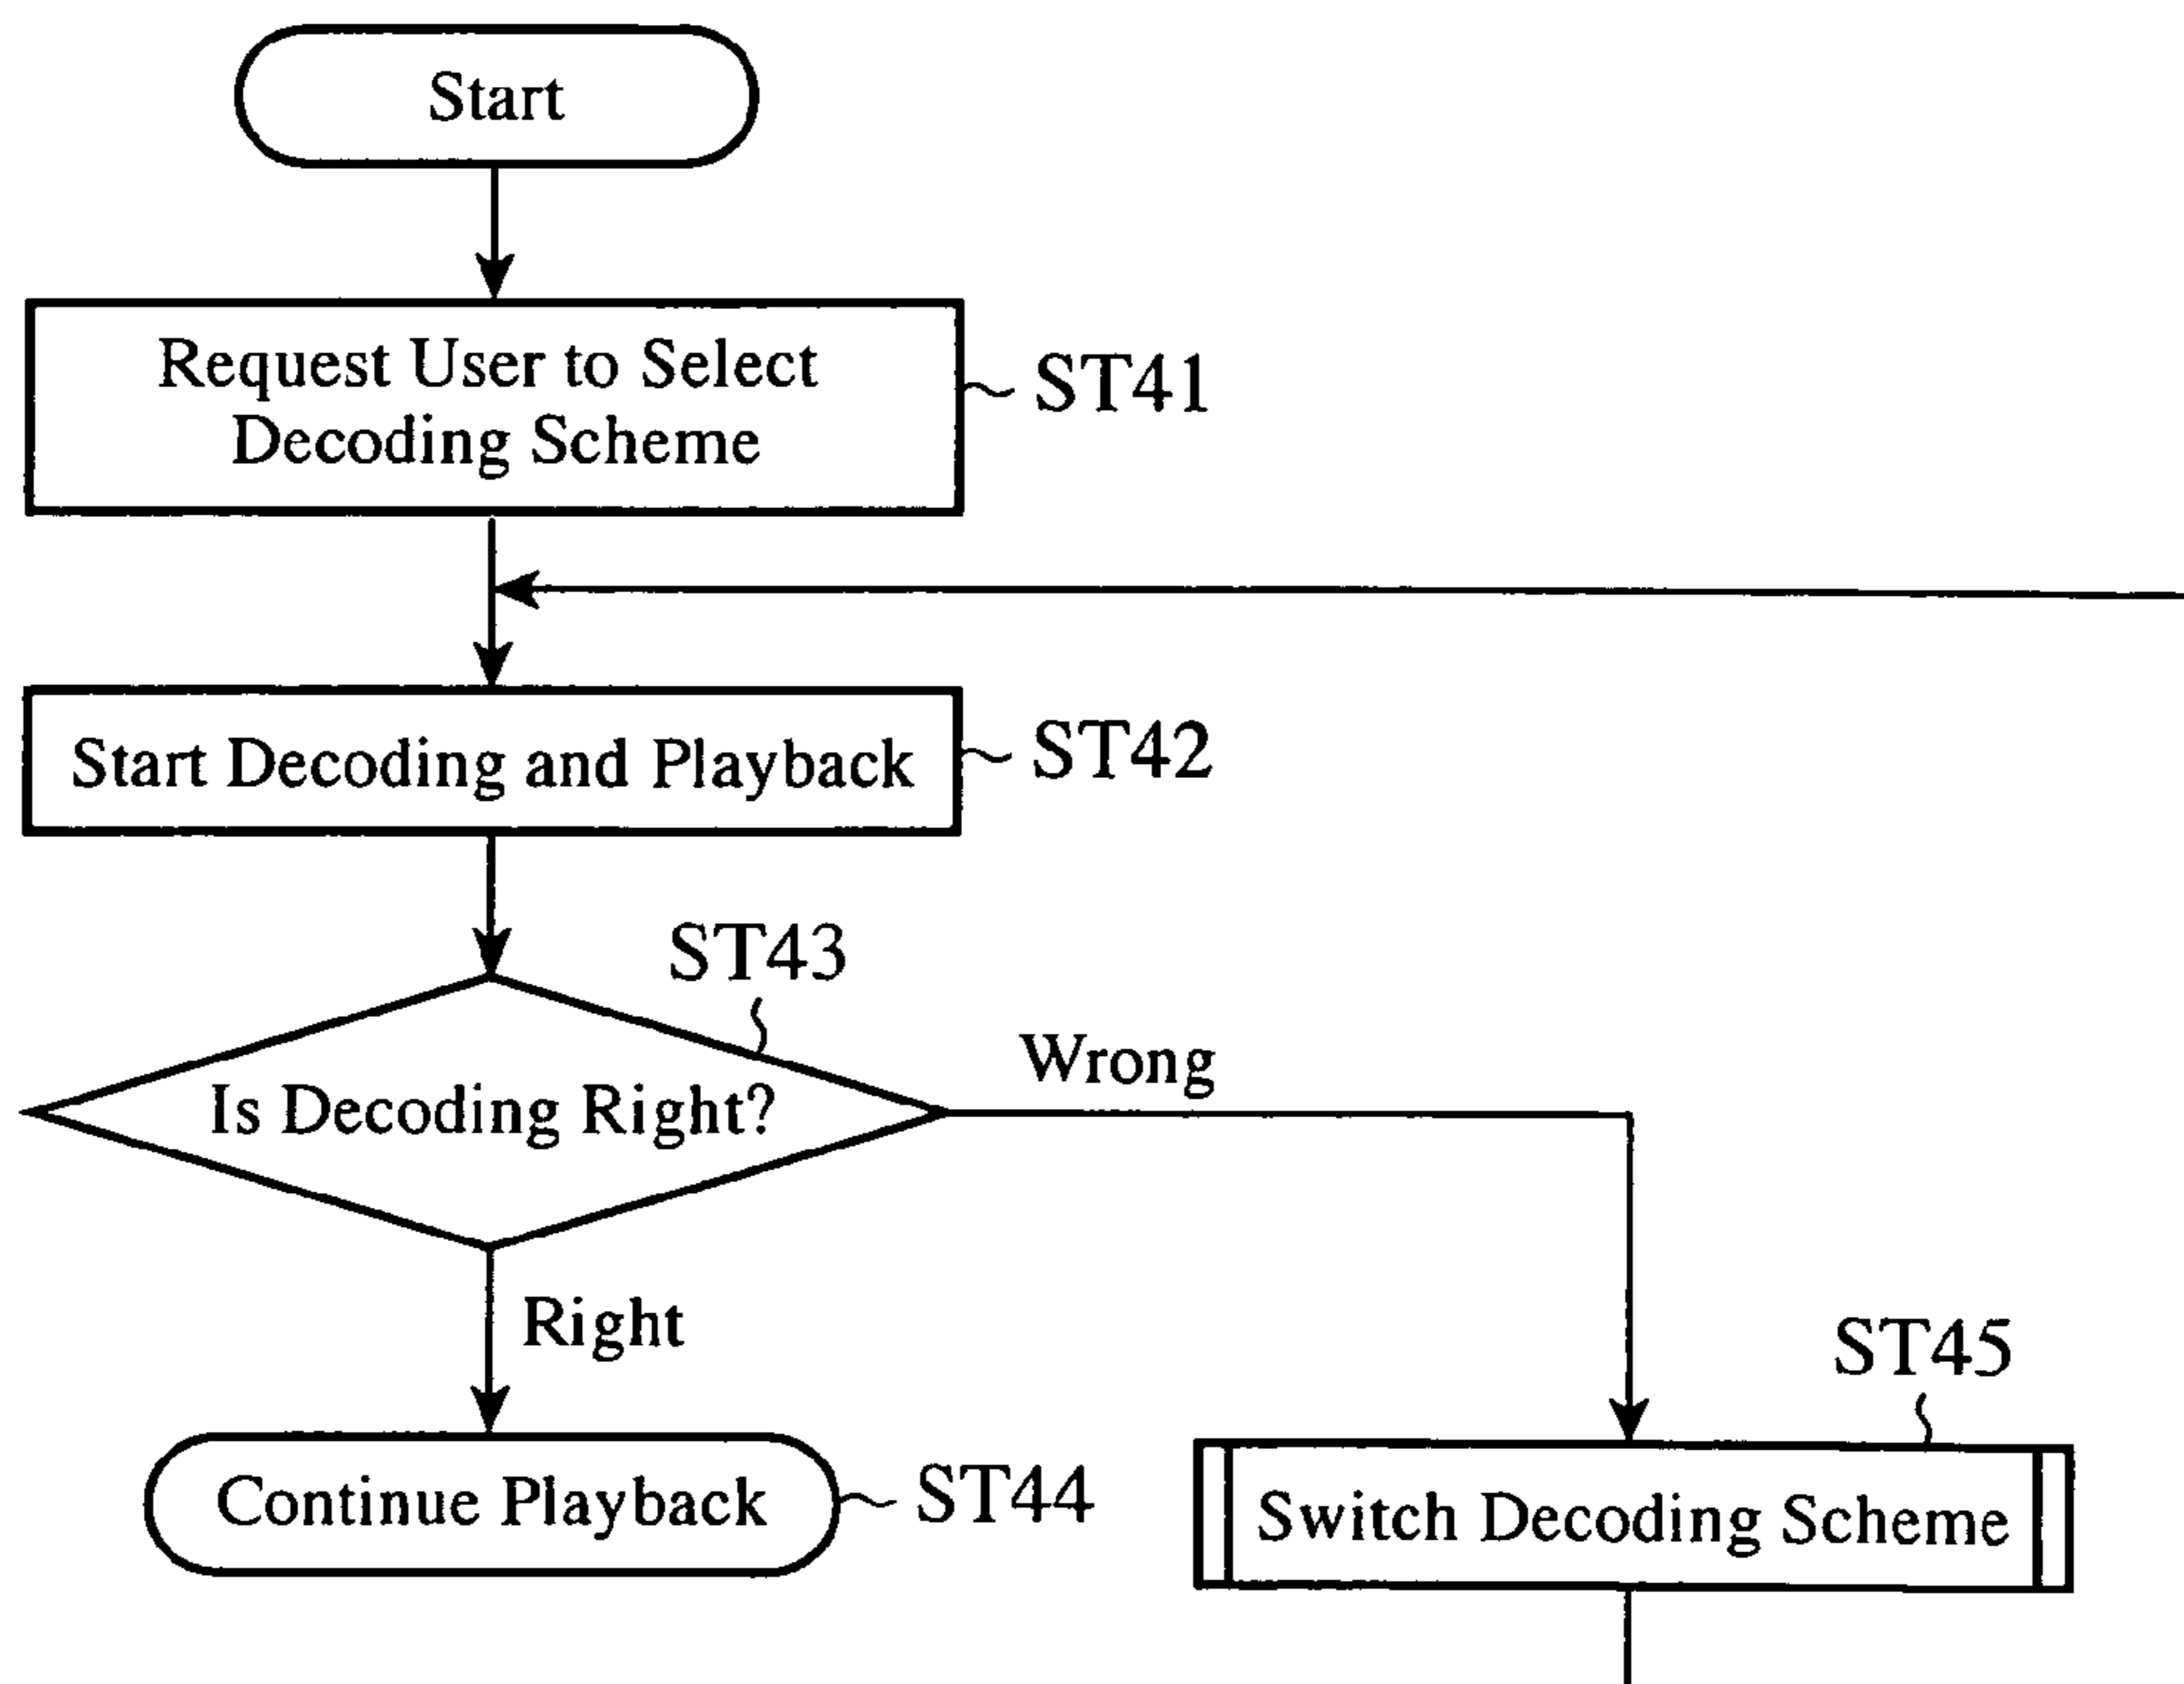 Start
Request User to Select
Decoding Scheme
ST41
Start Decoding and Playback
ST42
ST43
Is Decoding Right?
Wrong
Right
ST45
Continue Playback
ST44
Switch Decoding Scheme